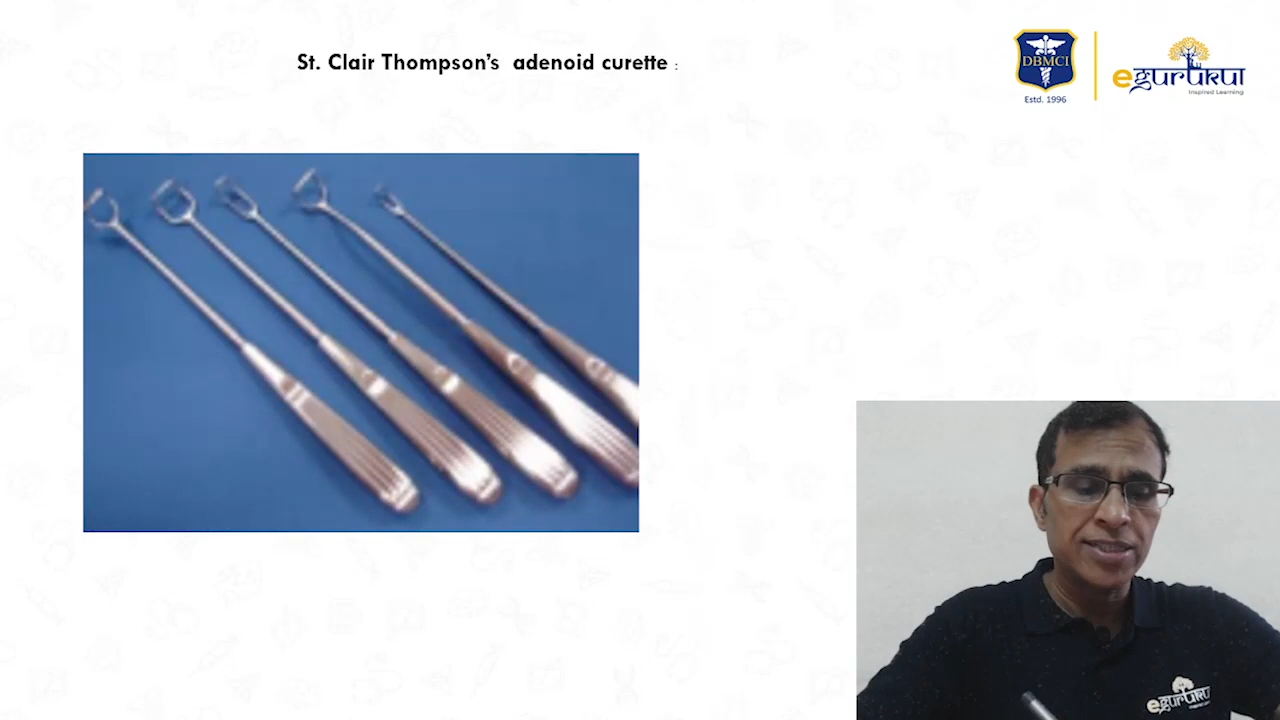 St. Clair Thompson's adenoid curette :
DBMCI
Estd. 1996
egurukul
Inspired Learning
egurukul